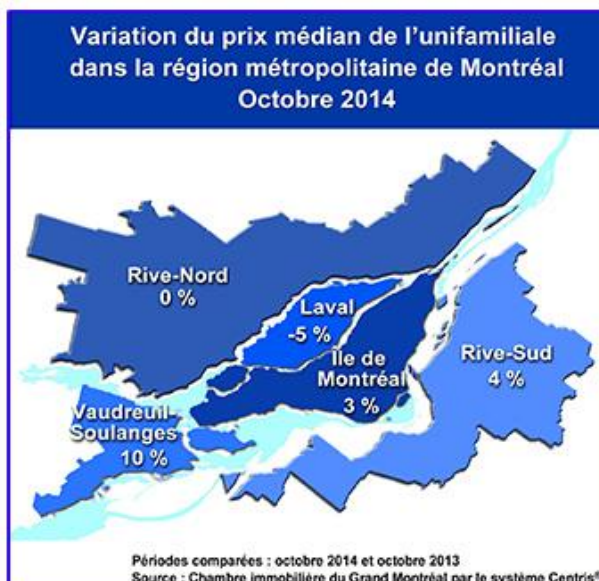 Variation du prix médian de l'unifamiliale
dans la région métropolitaine de Montréal
Octobre 2014
Rive-Nord
0 %
Laval
-5 %
Île de
Montréal
3 %
Rive-Sud
4 %
Vaudreuil-
Soulanges
10 %
Périodes comparées : octobre 2014 et octobre 2013
Source : Chambre immobilière du Grand Montréal par le système Centris®